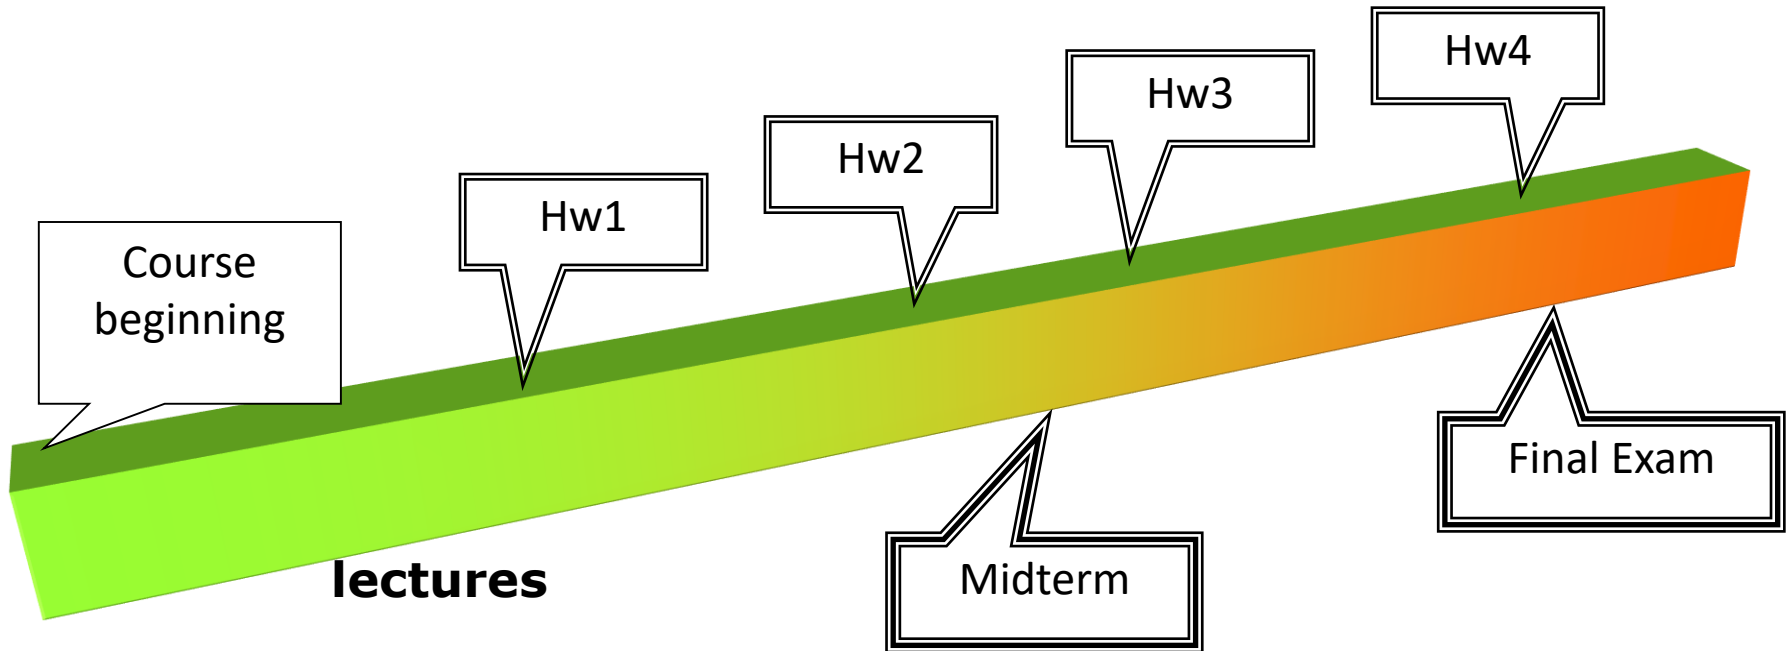 Course
beginning
Hw1
Hw2
Hw3
Hw4
lectures
Midterm
Final Exam